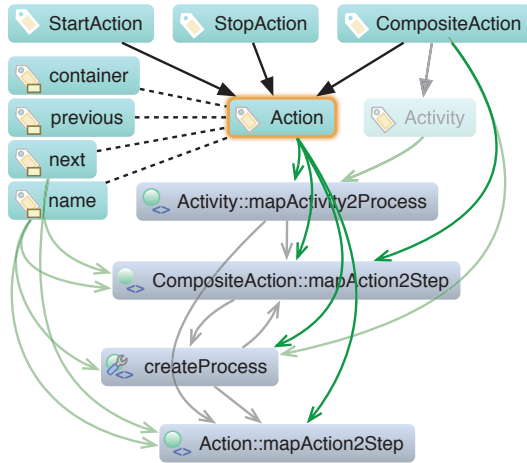 StartAction
StopAction
CompositeAction
container
previous
Action
Activity
next
name
Activity::mapActivity2Process
CompositeAction::mapAction2Step
createProcess
Action::mapAction2Step